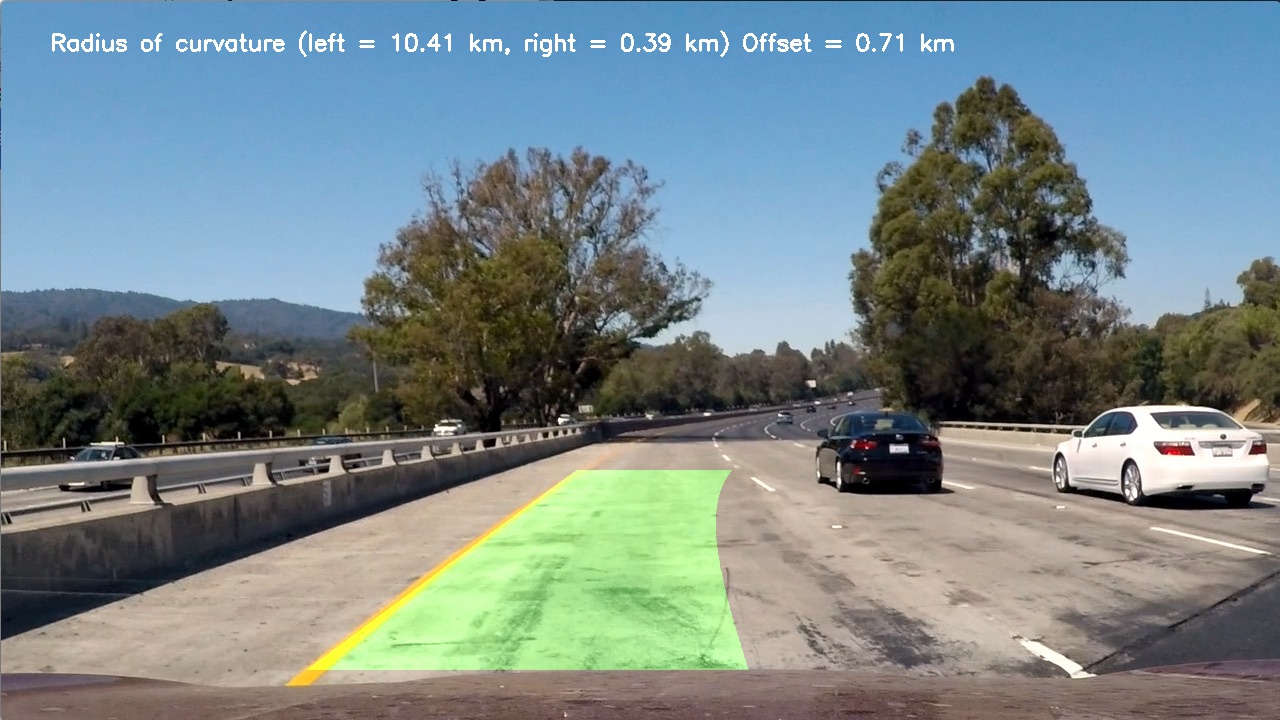 Radius of curvature (left = 10.41 km, right = 0.39 km) Offset = 0.71 km